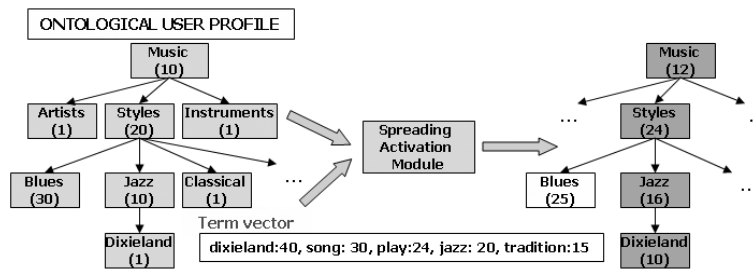 ONTOLOGICAL USER PROFILE
Music
(10)
Artists
(1)
Styles
(20)
Instruments
(1)
Blues
(30)
Jazz
(10)
Classical
(1)
...
Dixieland
(1)
Term vector
dixieland:40, song: 30, play:24, jazz: 20, tradition:15
Spreading
Activation
Module
Music
(12)
...
Styles
(24)
...
Blues
(25)
Jazz
(16)
...
Dixieland
(10)